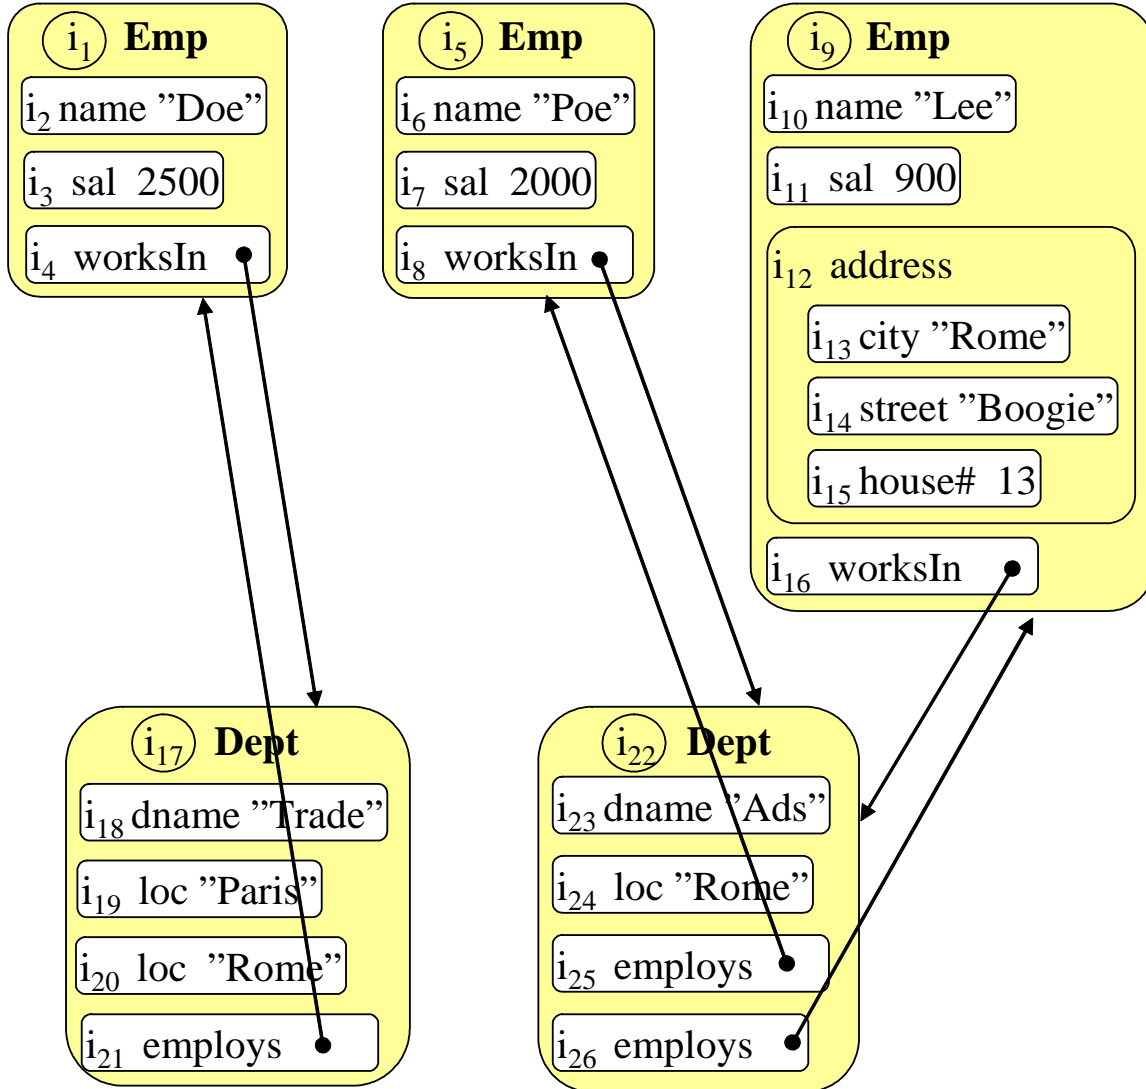 i1 Emp
i2 name ”Doe”
i3 sal 2500
i4 worksIn
i5 Emp
i6 name ”Poe”
i7 sal 2000
i8 worksIn
i9 Emp
i10 name ”Lee”
i11 sal 900
i12 address
i13 city ”Rome”
i14 street ”Boogie”
i15 house# 13
i16 worksIn
i17 Dept
i18 dname ”Trade”
i19 loc ”Paris”
i20 loc ”Rome”
i21 employs
i22 Dept
i23 dname ”Ads”
i24 loc ”Rome”
i25 employs
i26 employs